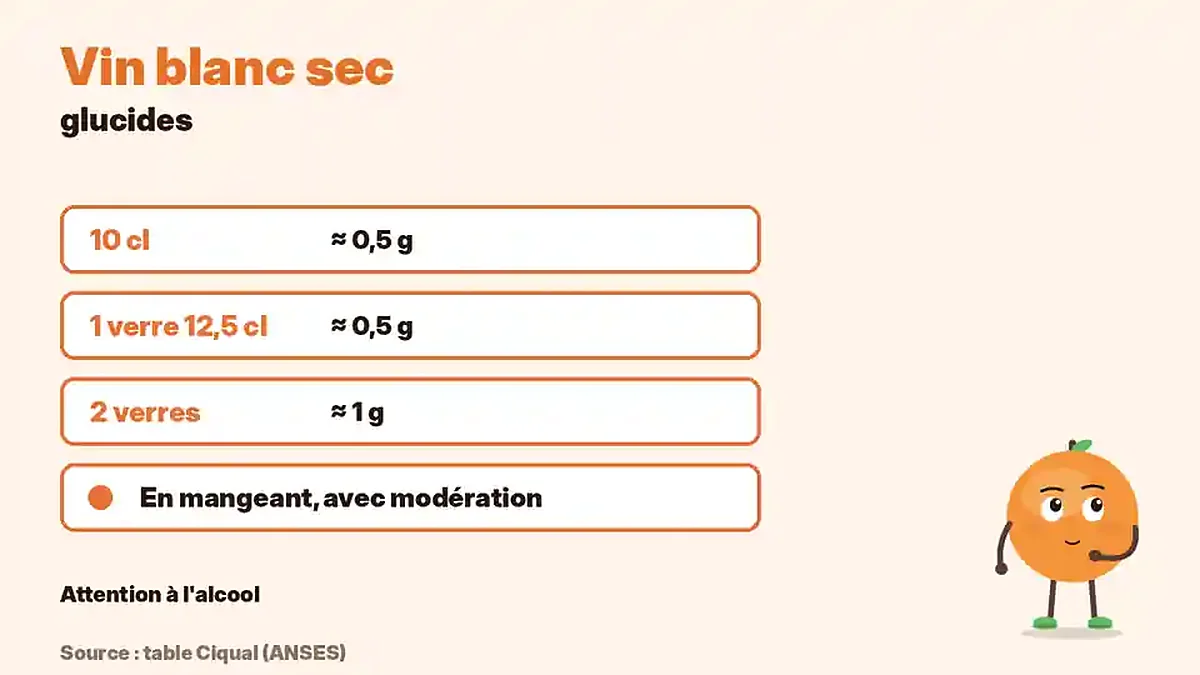 Vin blanc sec
glucides
10 cl ≈ 0,5 g
1 verre 12,5 cl ≈ 0,5 g
2 verres ≈ 1 g
En mangeant, avec modération
Attention à l'alcool
Source : table Ciqual (ANSES)